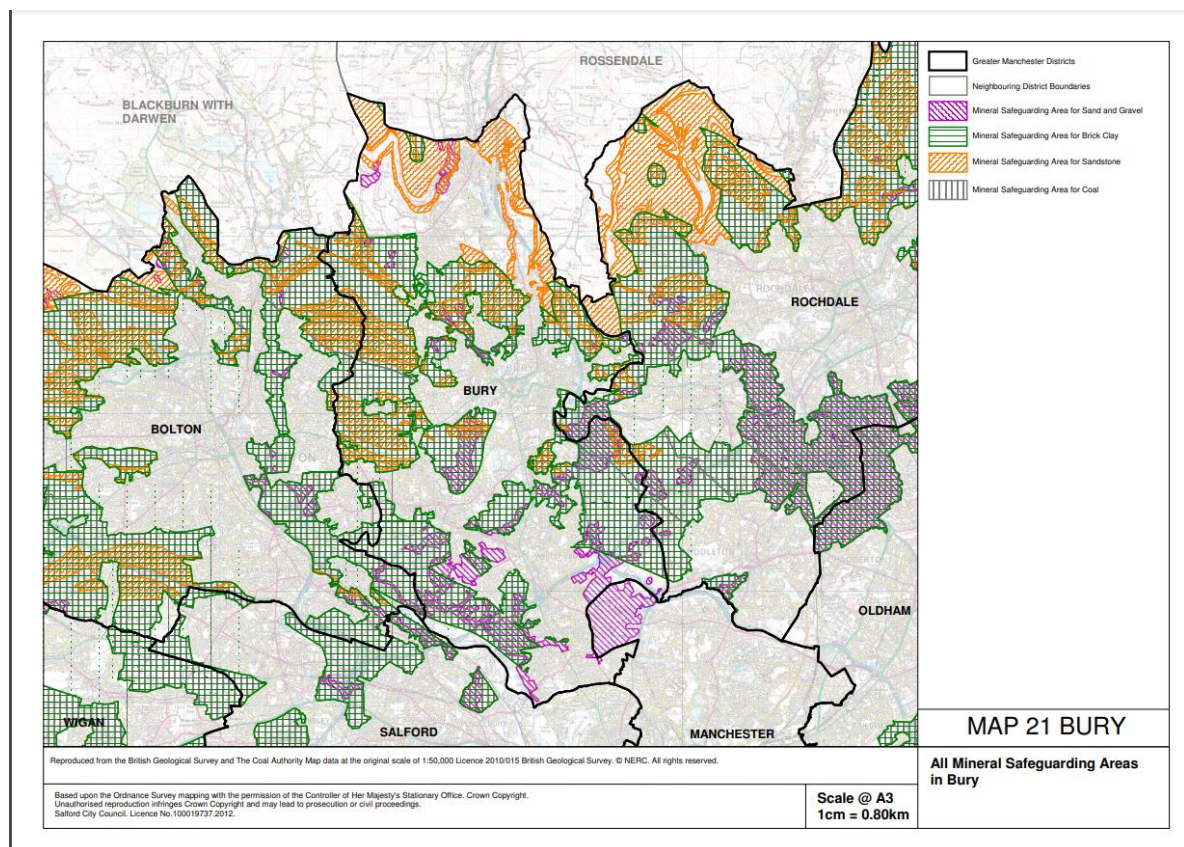 ROSSENDALE
BLACKBURN WITH
DARWEN
ROCHDALE
BURY
BOLTON
OLDHAM
WIGAN
SALFORD
MANCHESTER
Greater Manchester Districts
Neighbouring District Boundaries
Mineral Safeguarding Area for Sand and Gravel
Mineral Safeguarding Area for Brick Clay
Mineral Safeguarding Area for Sandstone
Mineral Safeguarding Area for Coal
MAP 21 BURY
All Mineral Safeguarding Areas
in Bury
Reproduced from the British Geological Survey and The Coal Authority Map data at the original scale of 1:50,000 Licence 2010/015 British Geological Survey. © NERC. All rights reserved.
Based upon the Ordnance Survey mapping with the permission of the Controller of Her Majesty's Stationary Office. Crown Copyright.
Unauthorised reproduction infringes Crown Copyright and may lead to prosecution or civil proceedings.
Salford City Council. Licence No.100019737.2012.
Scale @ A3
1cm = 0.80km